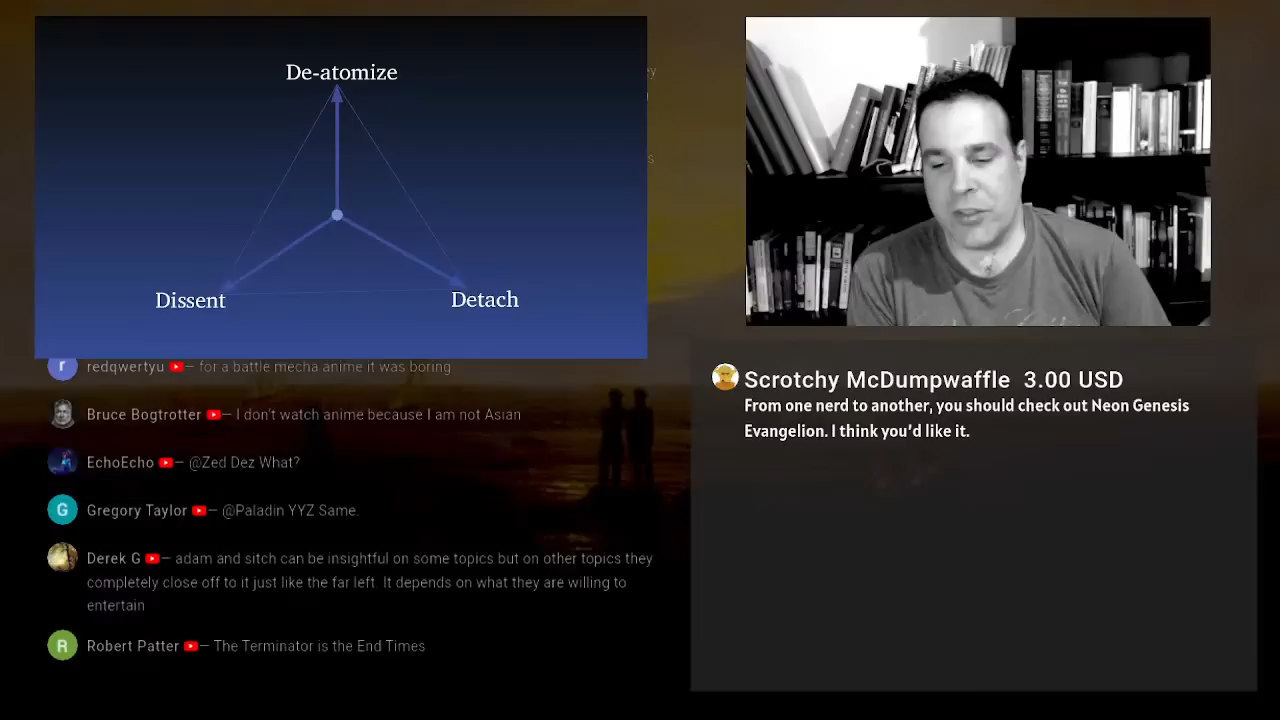 De-atomize
Dissent
Detach
redqwertyu — for a battle mecha anime it was boring
Bruce Bogtrotter — I don't watch anime because I am not Asian
EchoEcho — @Zed Dez What?
G Gregory Taylor — @Paladin YYZ Same.
Derek G — adam and sitch can be insightful on some topics but on other topics they
completely close off to it just like the far left. It depends on what they are willing to
entertain
R Robert Patter — The Terminator is the End Times
Scrotchy McDumpwaffle 3.00 USD
From one nerd to another, you should check out Neon Genesis
Evangelion. I think you'd like it.